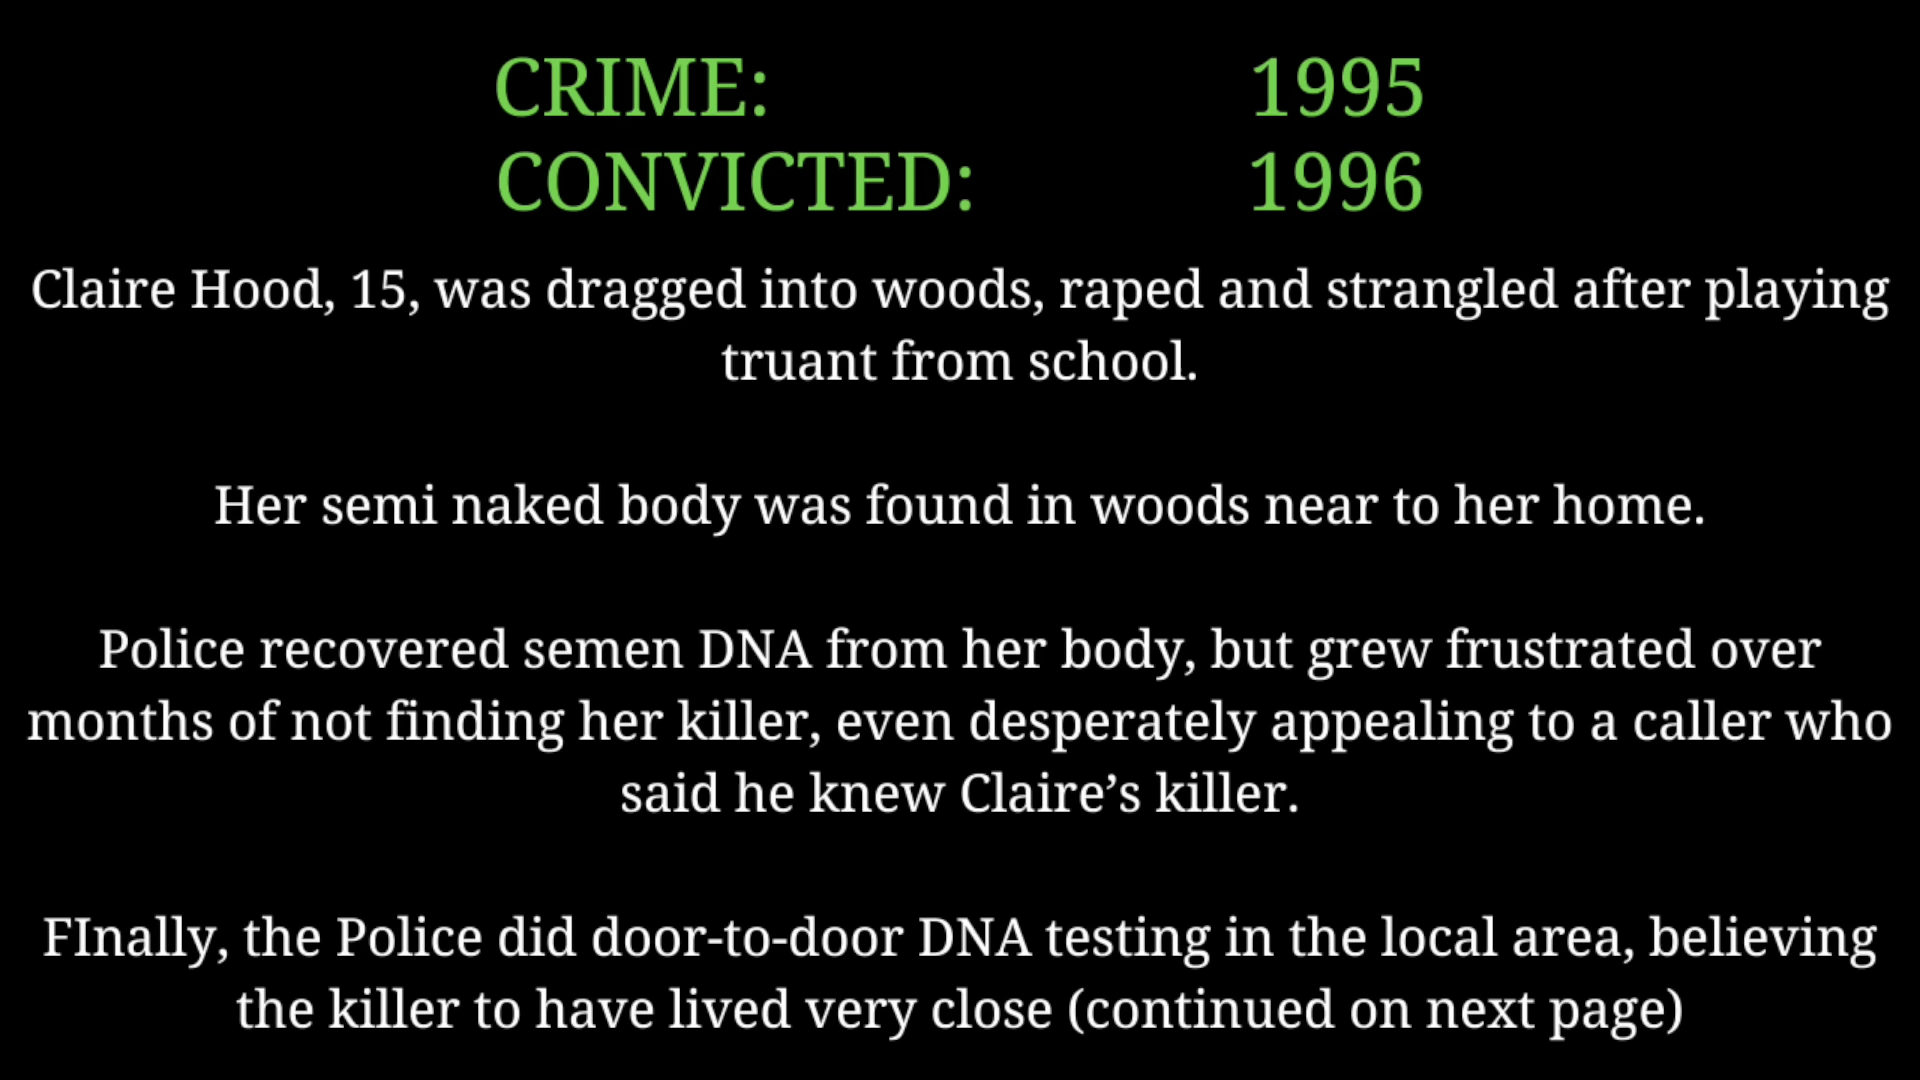 CRIME: 1995
CONVICTED: 1996
Claire Hood, 15, was dragged into woods, raped and strangled after playing
truant from school.
Her semi naked body was found in woods near to her home.
Police recovered semen DNA from her body, but grew frustrated over
months of not finding her killer, even desperately appealing to a caller who
said he knew Claire’s killer.
FInally, the Police did door-to-door DNA testing in the local area, believing
the killer to have lived very close (continued on next page)